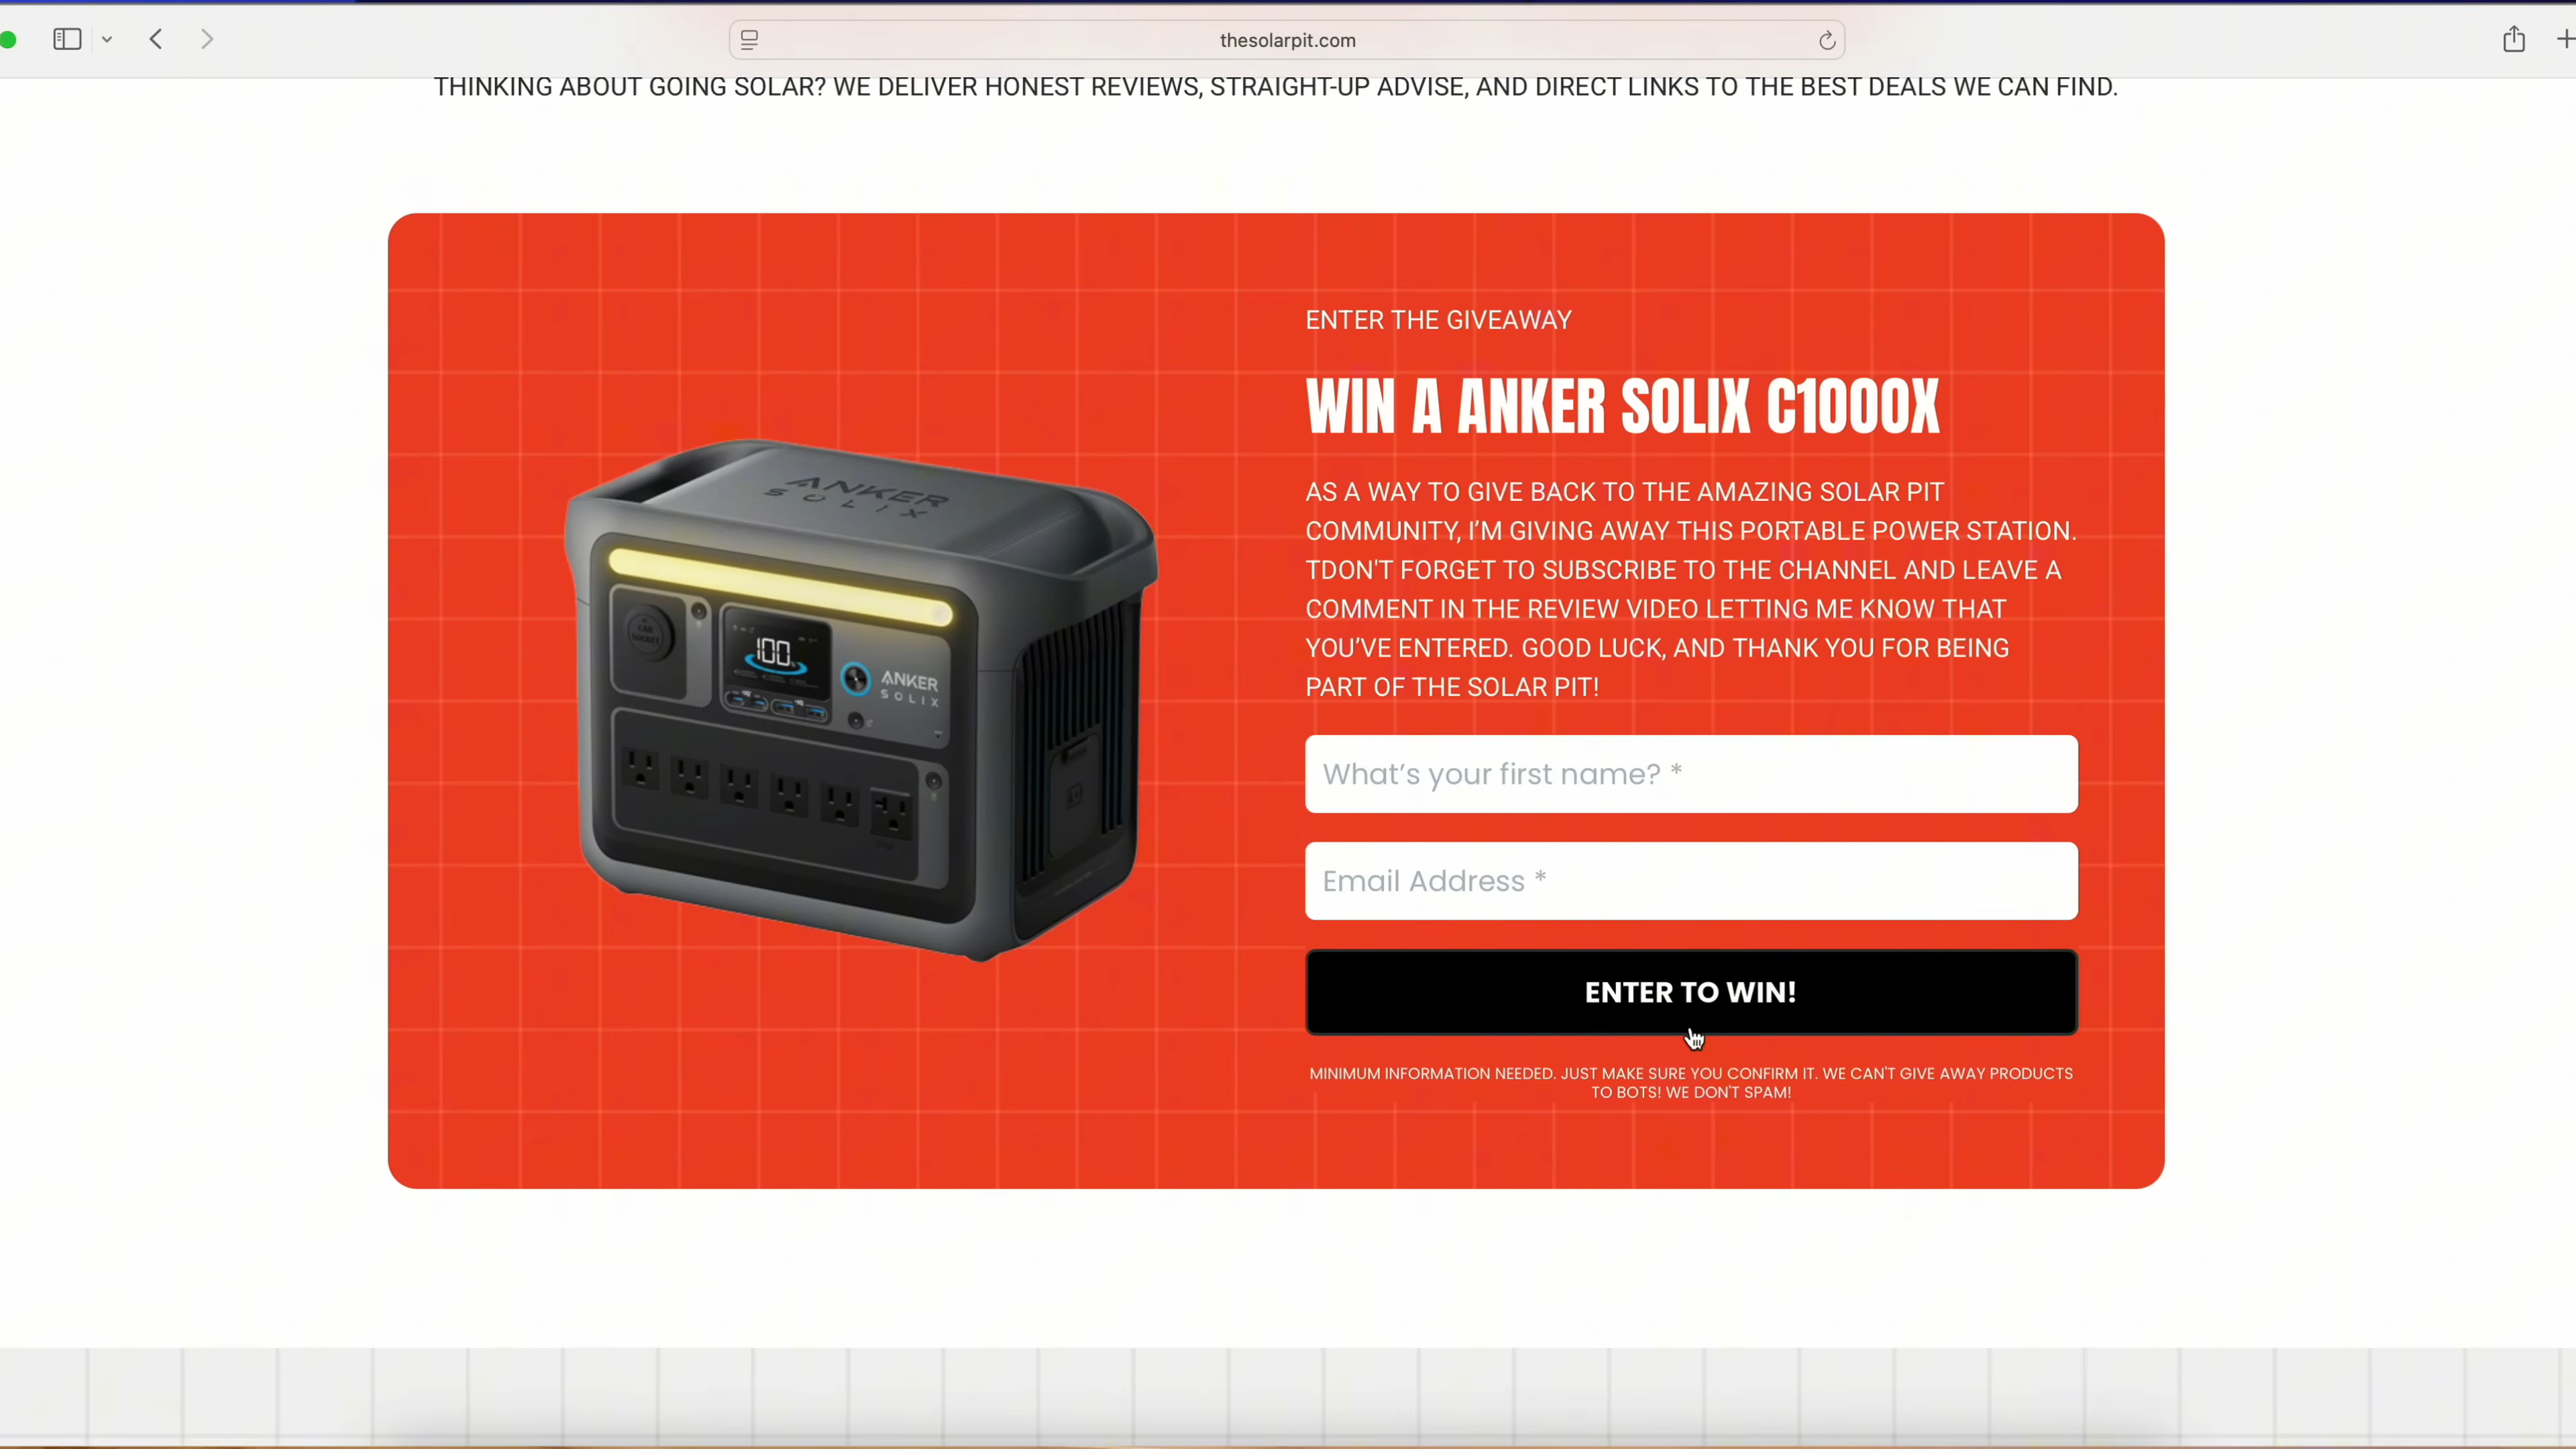 thesolarpit.com
THINKING ABOUT GOING SOLAR? WE DELIVER HONEST REVIEWS, STRAIGHT-UP ADVISE, AND DIRECT LINKS TO THE BEST DEALS WE CAN FIND.
ENTER THE GIVEAWAY
WIN A ANKER SOLIX C1000X
AS A WAY TO GIVE BACK TO THE AMAZING SOLAR PIT
COMMUNITY, I'M GIVING AWAY THIS PORTABLE POWER STATION.
TDON'T FORGET TO SUBSCRIBE TO THE CHANNEL AND LEAVE A
COMMENT IN THE REVIEW VIDEO LETTING ME KNOW THAT
YOU'VE ENTERED. GOOD LUCK, AND THANK YOU FOR BEING
PART OF THE SOLAR PIT!
What's your first name? *
Email Address *
ENTER TO WIN!
MINIMUM INFORMATION NEEDED. JUST MAKE SURE YOU CONFIRM IT. WE CAN'T GIVE AWAY PRODUCTS
TO BOTS! WE DON'T SPAM!
ANKER
SOLIX
CAR
SOCKET
100
ANKER
SOLIX